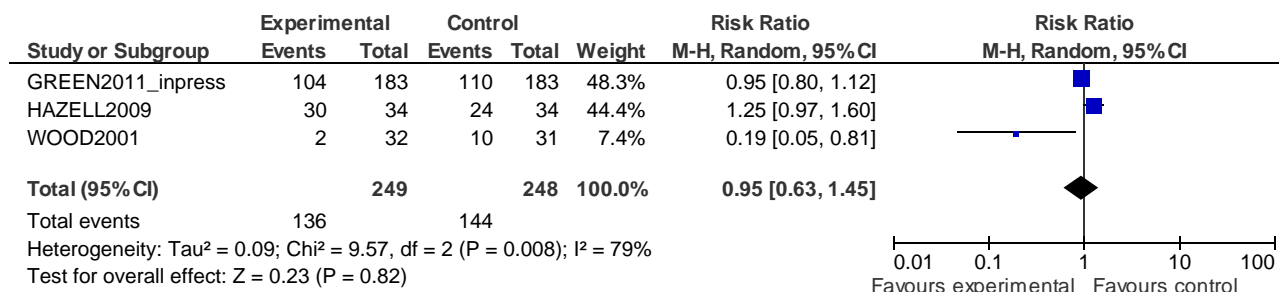 Experimental Control Risk Ratio Risk Ratio
Study or Subgroup Events Total Events Total Weight M-H, Random, 95% CI M-H, Random, 95% CI
GREEN2011_inpress 104 183 110 183 48.3% 0.95 [0.80, 1.12]
HAZELL2009 30 34 24 34 44.4% 1.25 [0.97, 1.60]
WOOD2001 2 32 10 31 7.4% 0.19 [0.05, 0.81]
Total (95% CI) 249 248 100.0% 0.95 [0.63, 1.45]
Total events 136 144
Heterogeneity: Tau² = 0.09; Chi² = 9.57, df = 2 (P = 0.008); I² = 79%
Test for overall effect: Z = 0.23 (P = 0.82)
0.01 0.1 1 10 100
Favours experimental Favours control